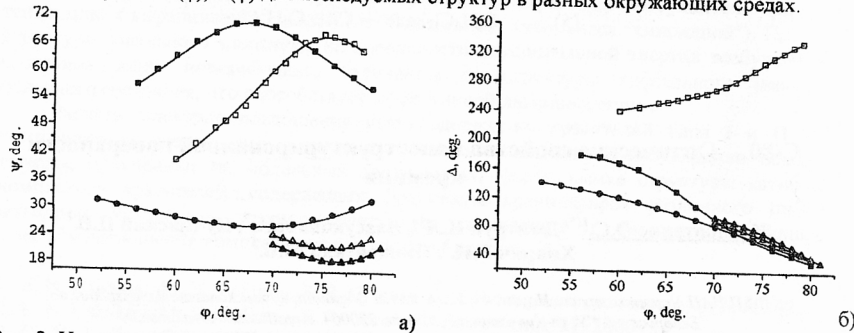 исследуемых структур в разных окружающих средах.
72
66
60
54
48
42
36
30
24
18
Ψ, deg.
50 55 60 65 70 75 80
φ, deg.
а)
360
320
280
240
200
160
120
80
40
Δ, deg.
50 55 60 65 70 75 80
φ, deg.
б)